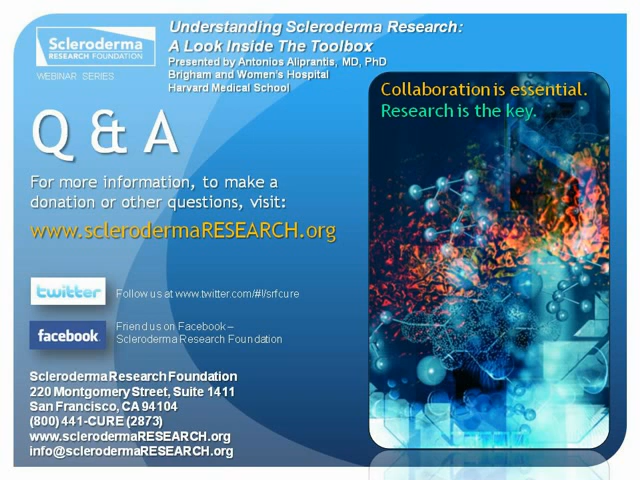 Scleroderma
RESEARCH FOUNDATION
WEBINAR SERIES
Understanding Scleroderma Research:
A Look Inside The Toolbox
Presented by Antonios Aliprantis, MD, PhD
Brigham and Women's Hospital
Harvard Medical School
Q & A
For more information, to make a
donation or other questions, visit:
www.sclerodermaRESEARCH.org
twitter
Follow us at www.twitter.com/#!/srfcure
facebook
Friend us on Facebook –
Scleroderma Research Foundation
Scleroderma Research Foundation
220 Montgomery Street, Suite 1411
San Francisco, CA 94104
(800) 441-CURE (2873)
www.sclerodermaRESEARCH.org
info@sclerodermaRESEARCH.org
Collaboration is essential.
Research is the key.